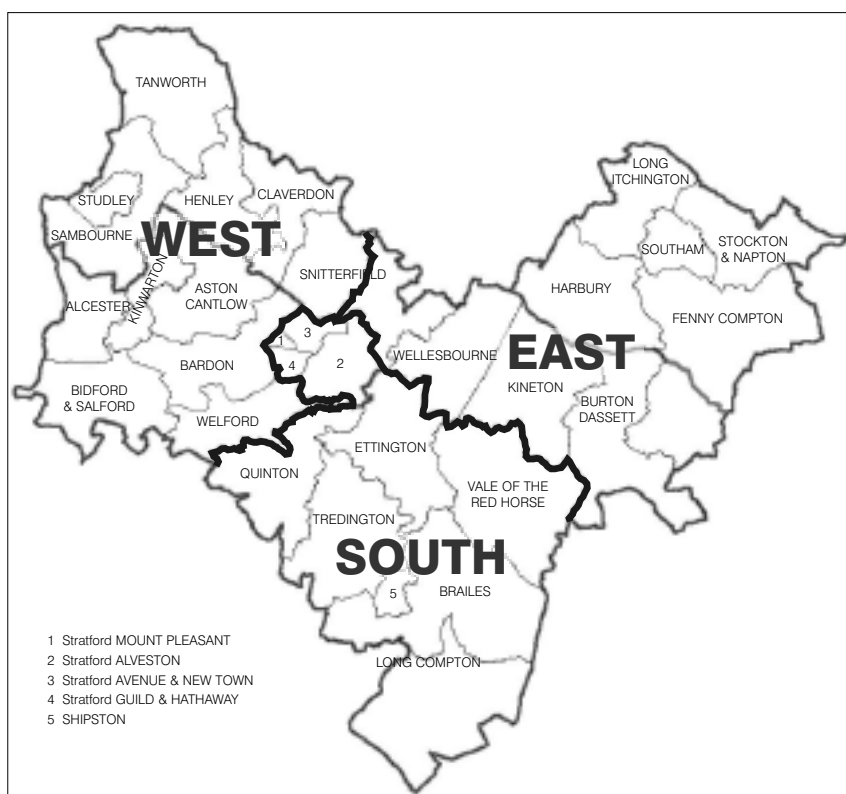 TANWORTH
LONG
ITCHINGTON
STUDLEY
HENLEY
CLAVERDON
SAMBOURNE
WEST
SOUTHAM
STOCKTON
& NAPTON
SNITTERFIELD
ALCESTER
KINWARTON
ASTON
CANTLOW
HARBURY
FENNY COMPTON
1
3
2
4
BARDON
WELLESBOURNE
EAST
KINETON
BIDFORD
& SALFORD
BURTON
DASSETT
WELFORD
ETTINGTON
QUINTON
VALE OF THE
RED HORSE
TREDINGTON
SOUTH
5
BRAILES
LONG COMPTON
1 Stratford MOUNT PLEASANT
2 Stratford ALVESTON
3 Stratford AVENUE & NEW TOWN
4 Stratford GUILD & HATHAWAY
5 SHIPSTON